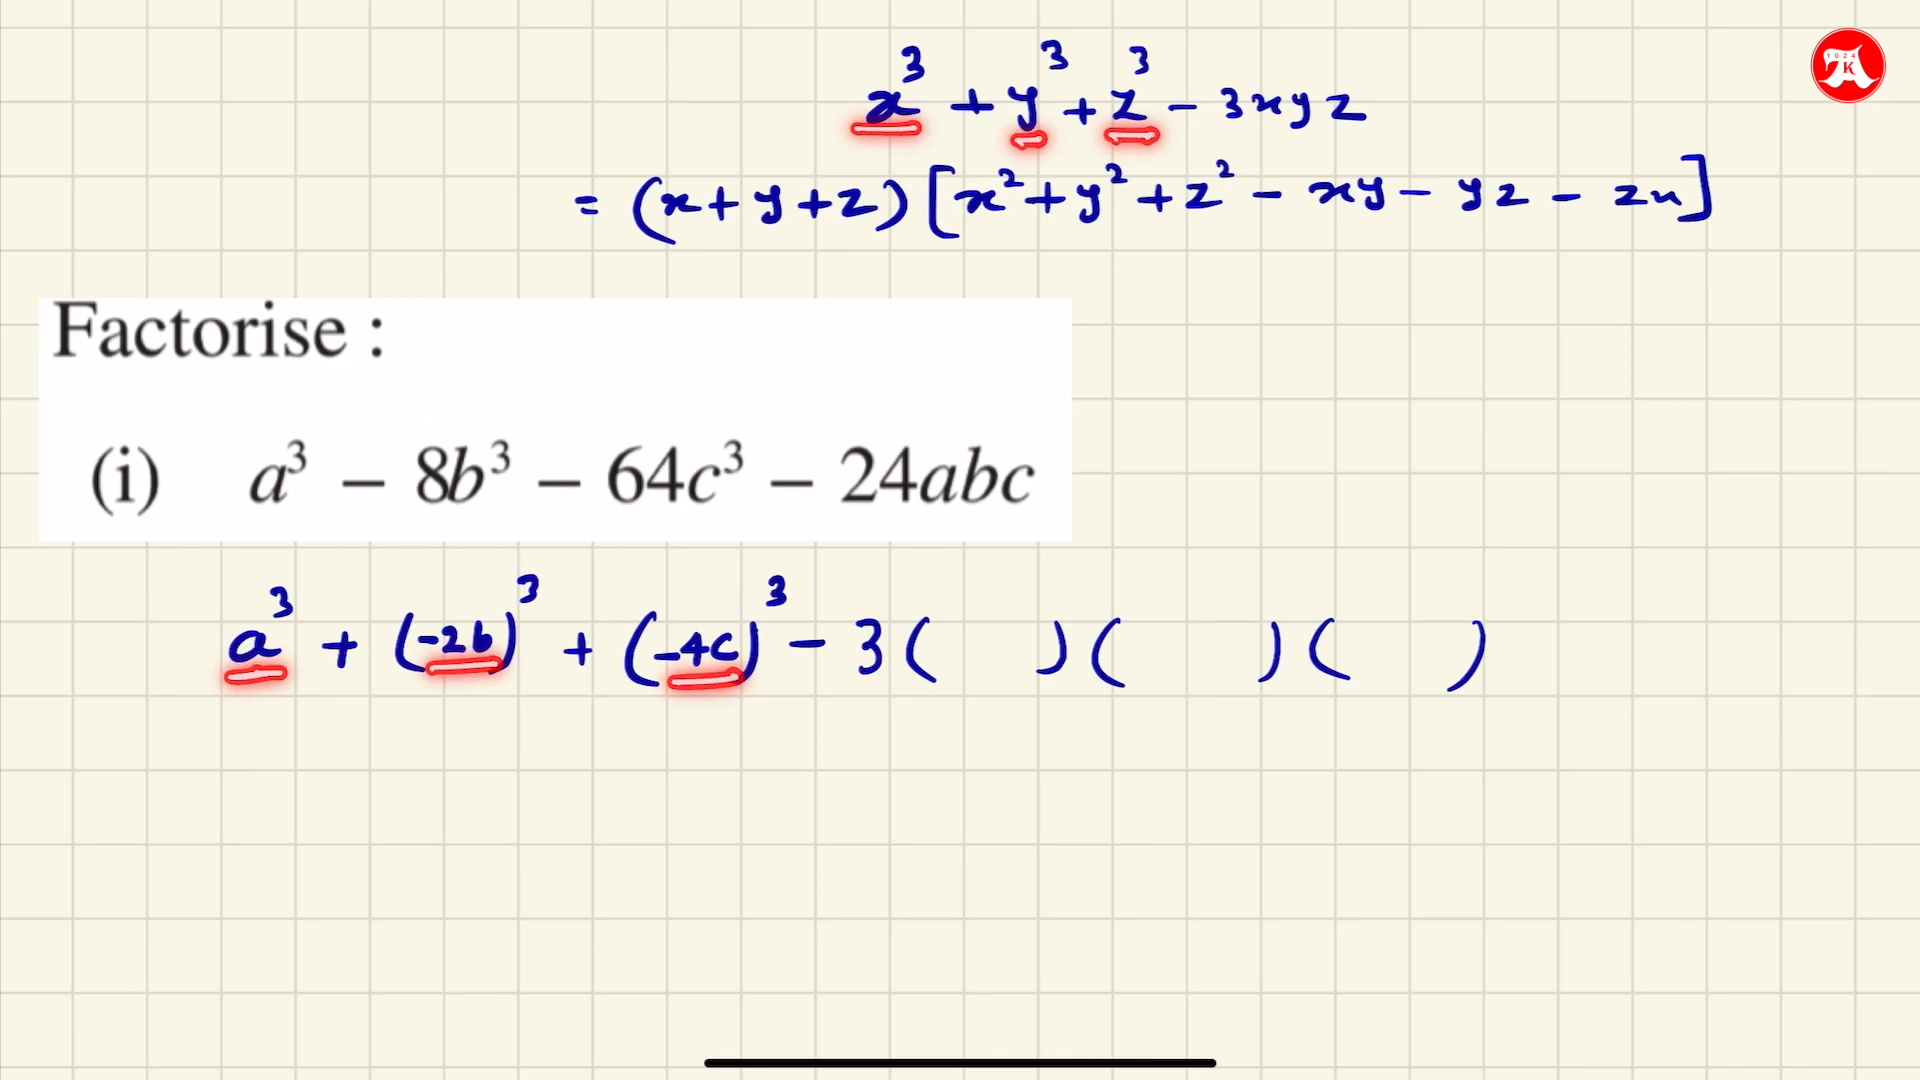 x³ + y³ + z³ - 3xyz
= (x + y + z) [x² + y² + z² - xy - yz - zx]
Factorise :
(i) a³ – 8b³ – 64c³ – 24abc
a³ + (-2b)³ + (-4c)³ - 3 ( ) ( ) ( )
1024
K